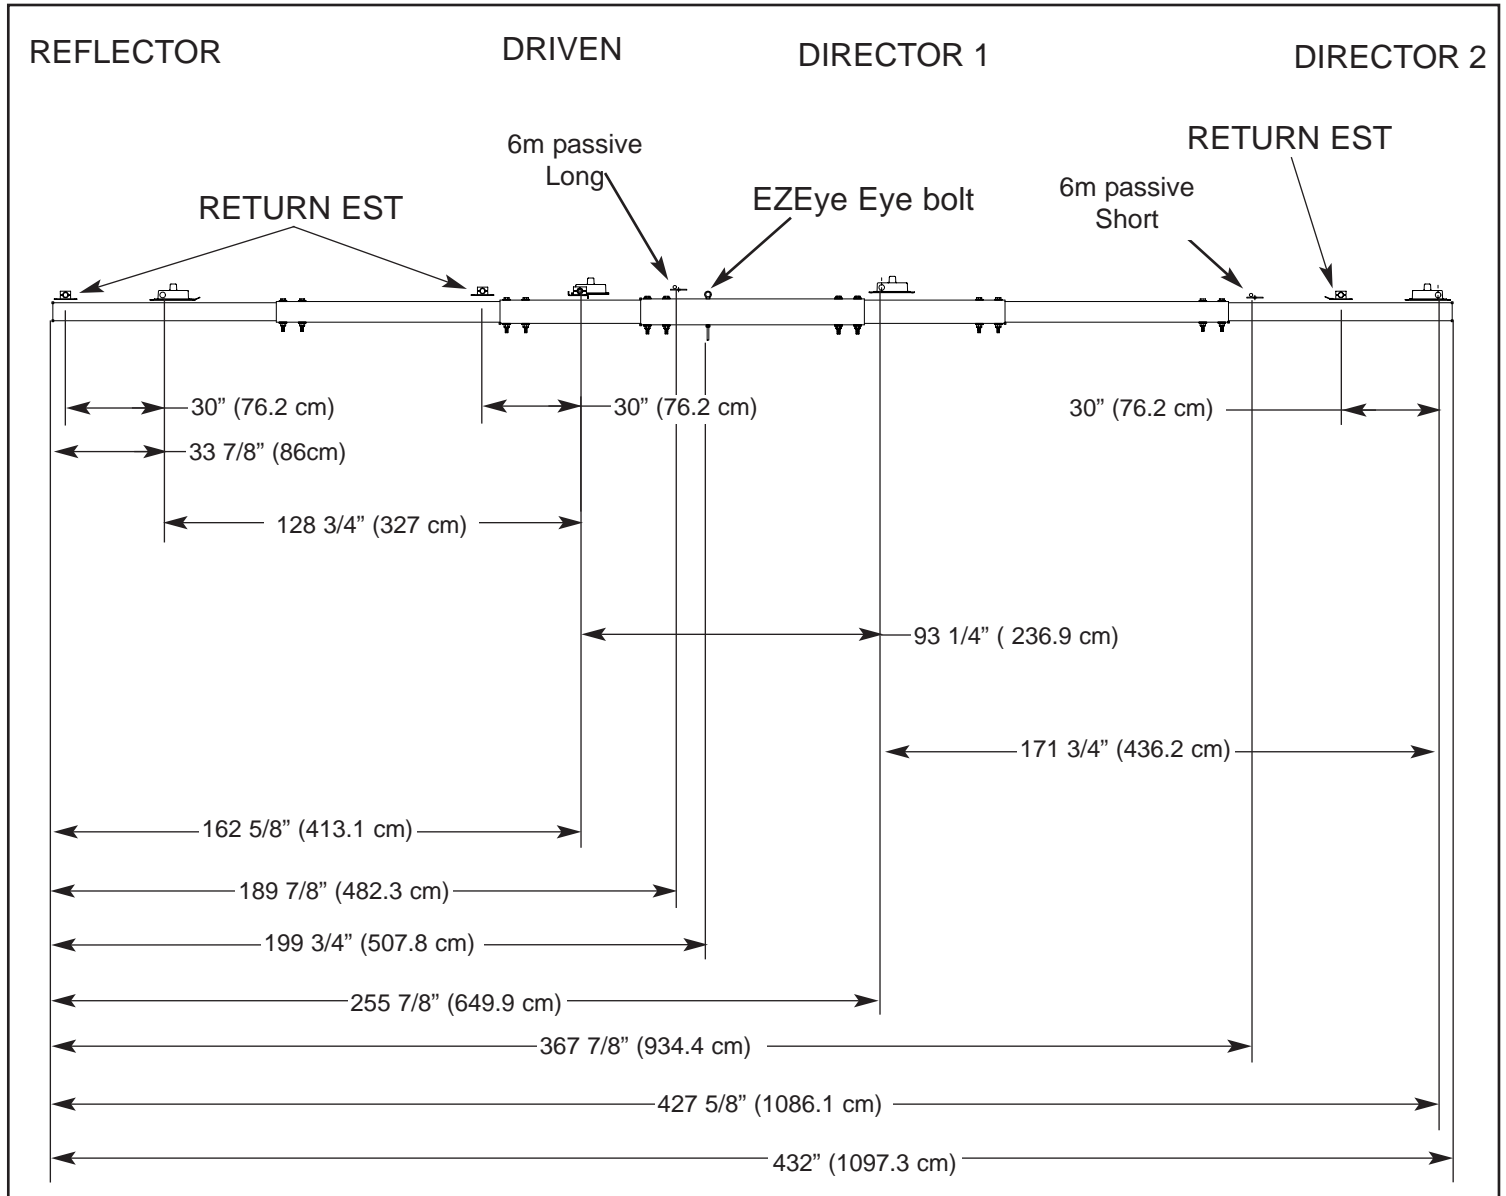 REFLECTOR
DRIVEN
DIRECTOR 1
DIRECTOR 2
6m passive
Long
RETURN EST
6m passive
Short
EZEye Eye bolt
RETURN EST
30” (76.2 cm)
30” (76.2 cm)
30” (76.2 cm)
33 7/8” (86cm)
128 3/4” (327 cm)
93 1/4” ( 236.9 cm)
171 3/4” (436.2 cm)
162 5/8” (413.1 cm)
189 7/8” (482.3 cm)
199 3/4” (507.8 cm)
255 7/8” (649.9 cm)
367 7/8” (934.4 cm)
427 5/8” (1086.1 cm)
432” (1097.3 cm)